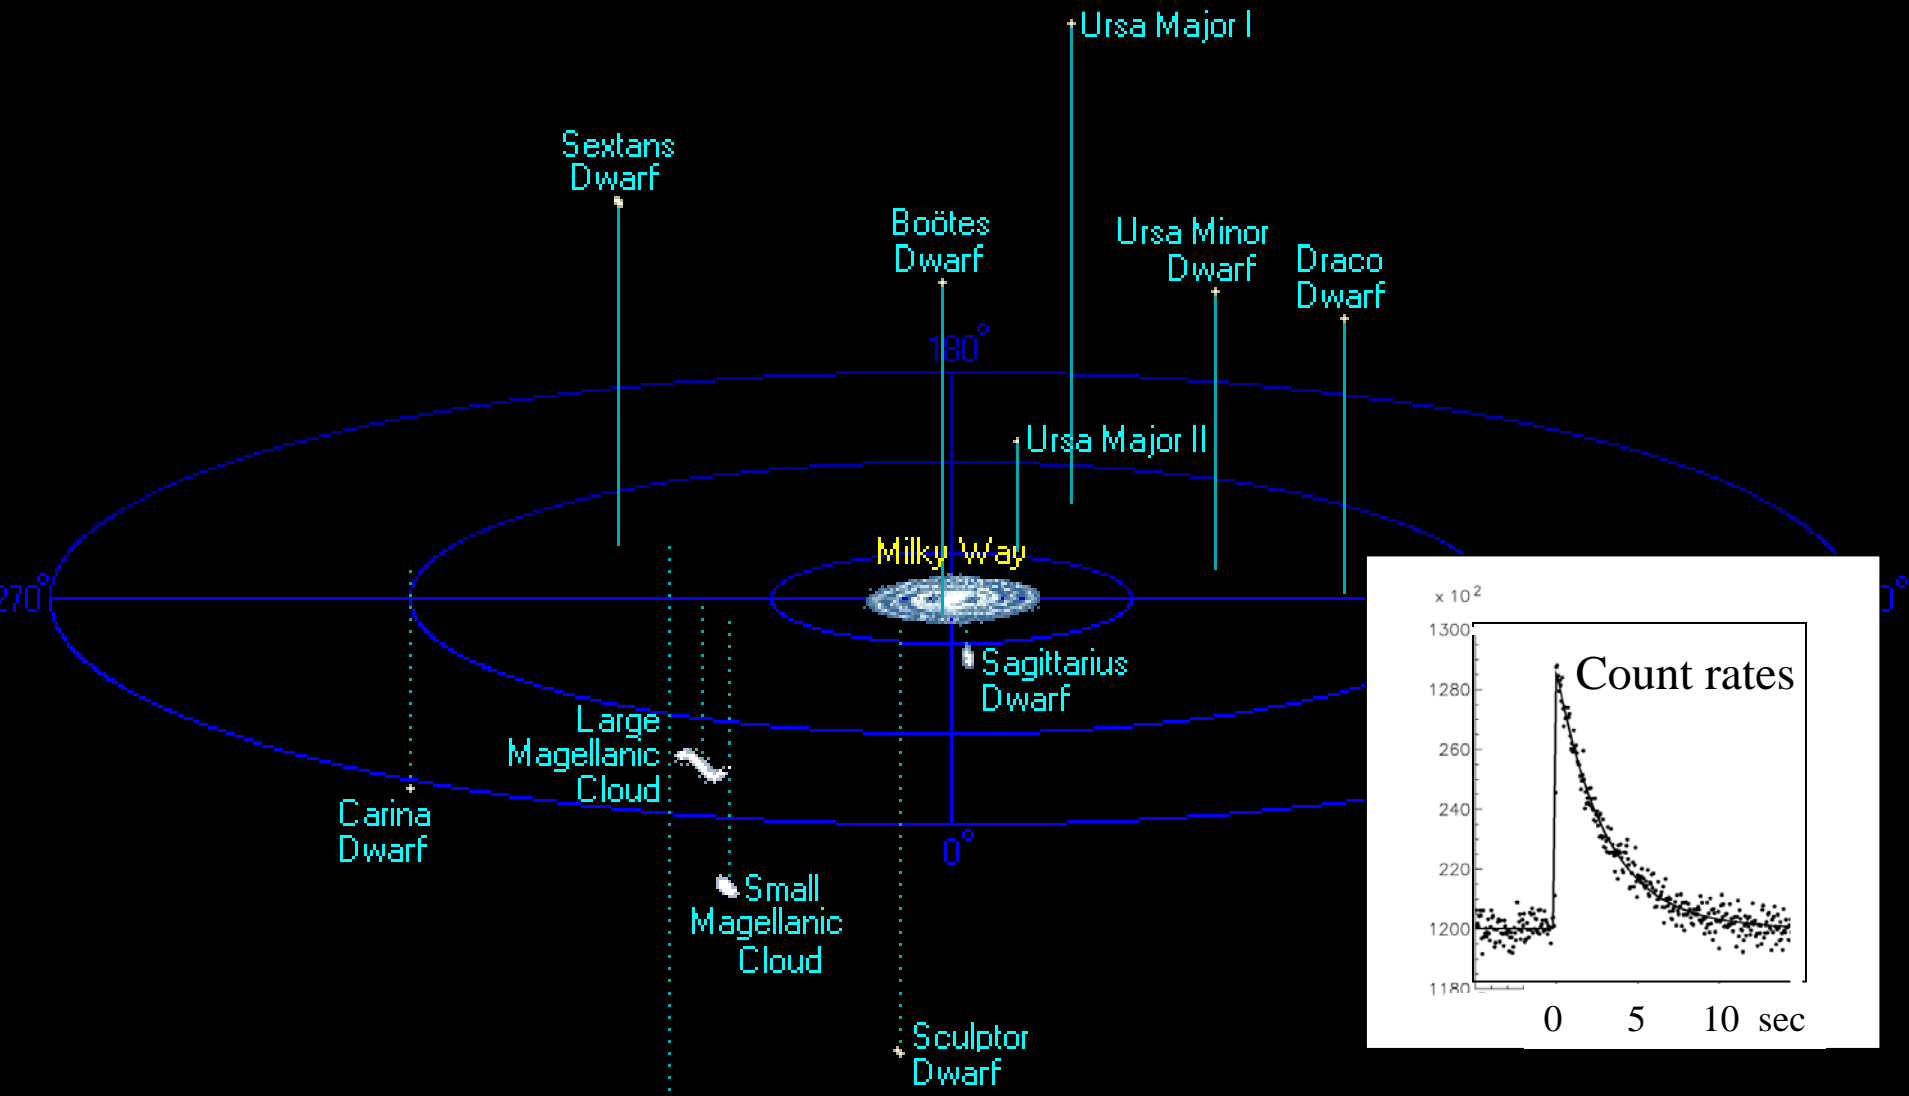 Ursa Major I
Sextans
Dwarf
Boötes
Dwarf
Ursa Minor
Dwarf
Draco
Dwarf
180°
Ursa Major II
Milky Way
270°
Sagittarius
Dwarf
Large
Magellanic
Cloud
Carina
Dwarf
0°
Small
Magellanic
Cloud
Sculptor
Dwarf
x 10²
1300
Count rates
1280
260
240
220
1200
1180
0 5 10 sec